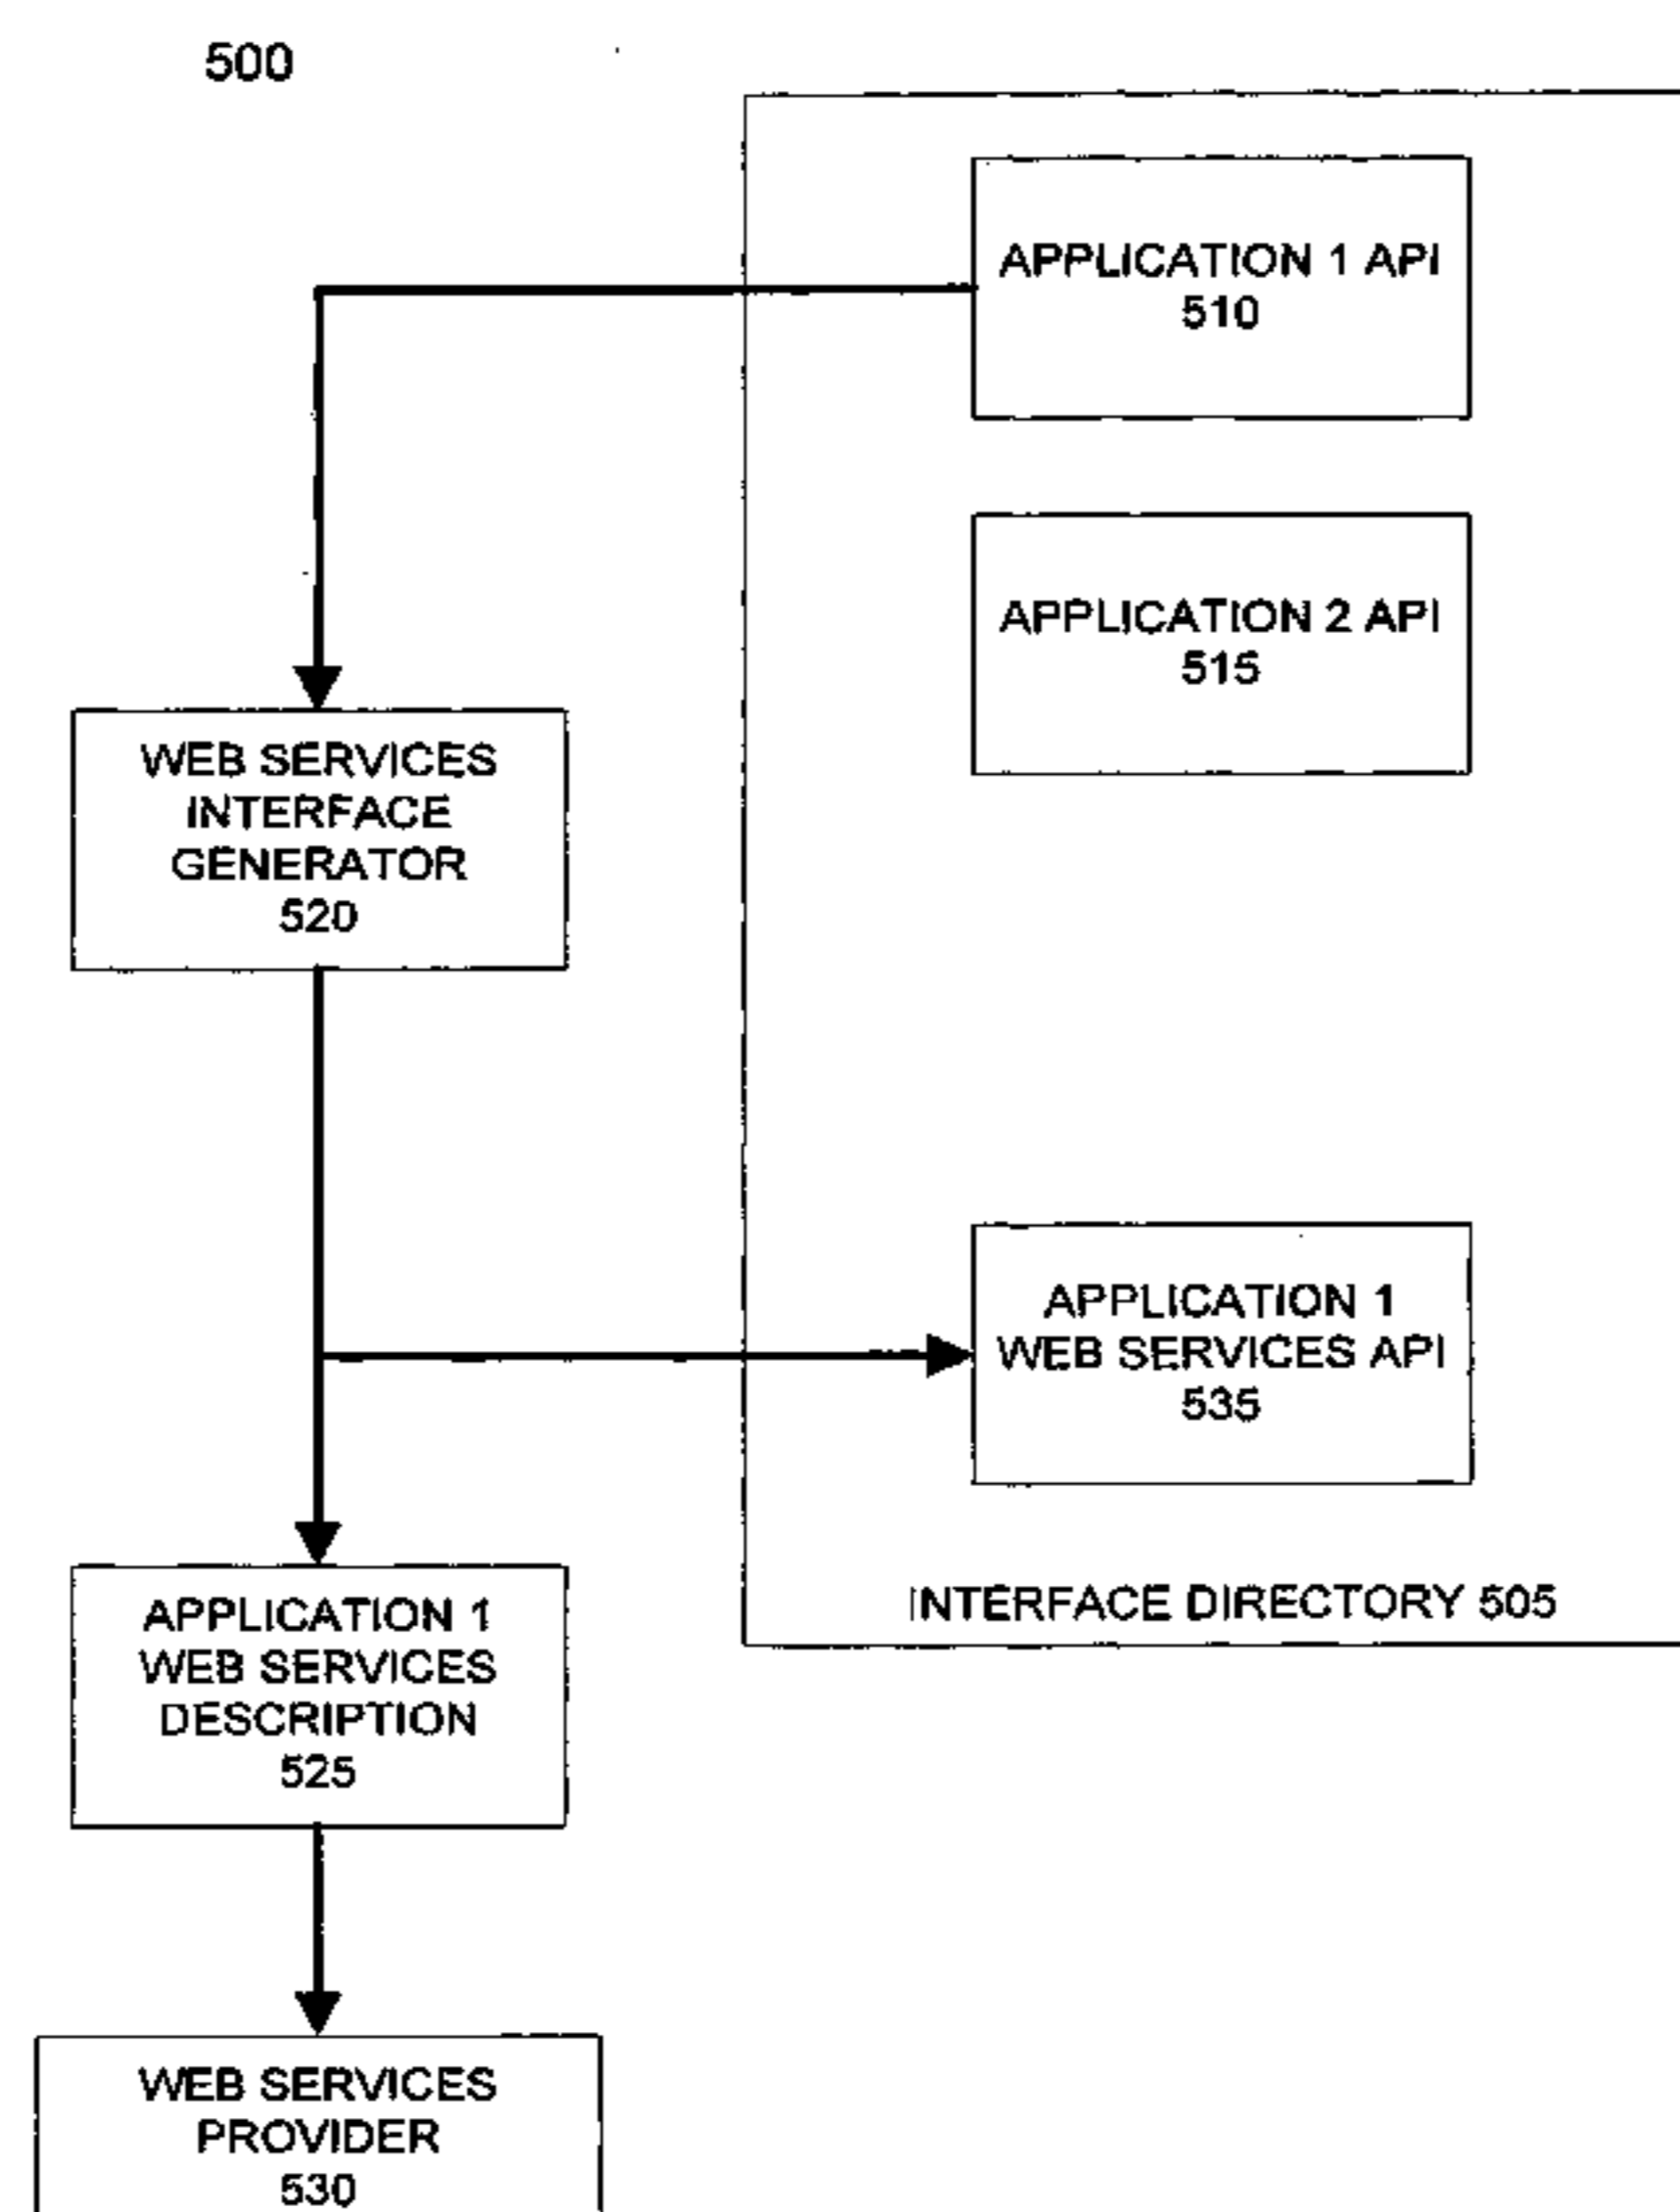 500
APPLICATION 1 API
510
APPLICATION 2 API
515
WEB SERVICES
INTERFACE
GENERATOR
520
APPLICATION 1
WEB SERVICES API
535
INTERFACE DIRECTORY 505
APPLICATION 1
WEB SERVICES
DESCRIPTION
525
WEB SERVICES
PROVIDER
530